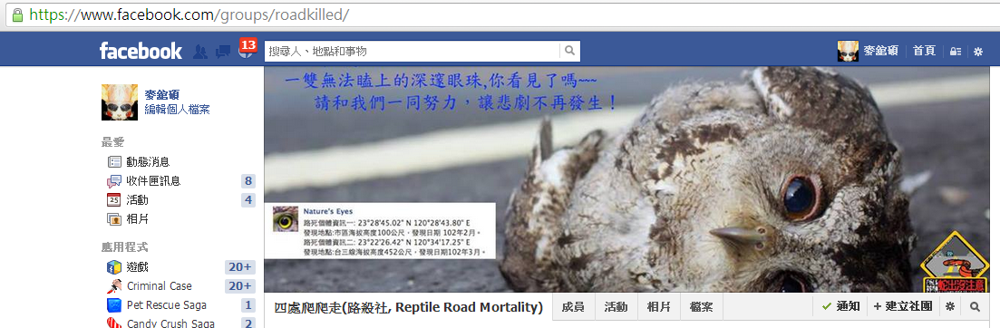 https://www.facebook.com/groups/roadkilled/
facebook
13
搜尋人、地點和事物
麥錧碩
首頁
麥錧碩
編輯個人檔案
最愛
動態消息
收件匣訊息
8
25
活動
4
相片
應用程式
遊戲
20+
Criminal Case
20+
Pet Rescue Saga
1
Candy Crush Saga
2
一雙無法瞌上的深邃眼珠,你看見了嗎~~~
請和我們一同努力，讓悲劇不再發生！
Nature's Eyes
路死個體資訊一: 23°28'45.02" N 120°28'43.80" E
發現地點:市區海拔高度100公尺，發現日期 102年2月。
路死個體資訊二: 23°22'26.42" N 120°34'17.25" E
發現地點:台三線海拔高度452公尺，發現日期 102年3月。
蛇出沒注意
四處爬爬走(路殺社, Reptile Road Mortality)
成員
活動
相片
檔案
通知
+ 建立社團